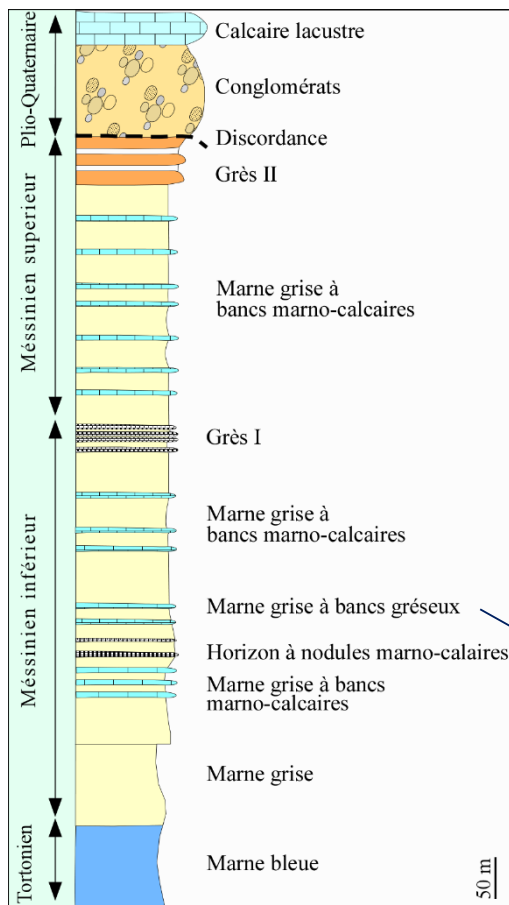 Plio-Quaternaire
Calcaire lacustre
Conglomérats
Discordance
Méssinien superieur
Grès II
Marne grise à
bancs marno-calcaires
Méssinien inférieur
Grès I
Marne grise à
bancs marno-calcaires
Marne grise à bancs gréseux
Horizon à nodules marno-calaires
Marne grise à bancs
marno-calcaires
Marne grise
Tortonien
Marne bleue
50 m